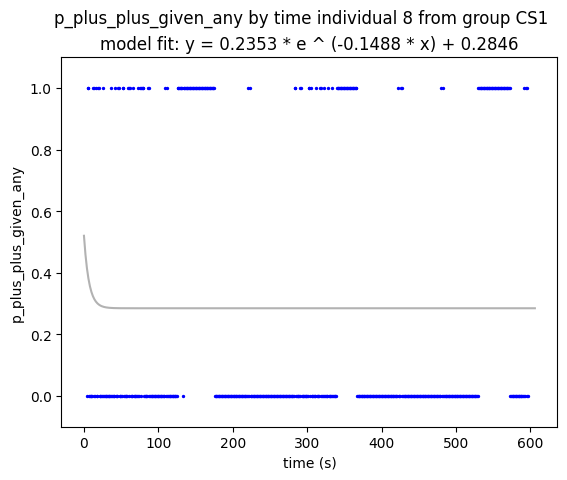 p_plus_plus_given_any by time individual 8 from group CS1
model fit: y = 0.2353 * e ^ (-0.1488 * x) + 0.2846
1.0
0.8
0.6
0.4
0.2
0.0
p_plus_plus_given_any
0 100 200 300 400 500 600
time (s)